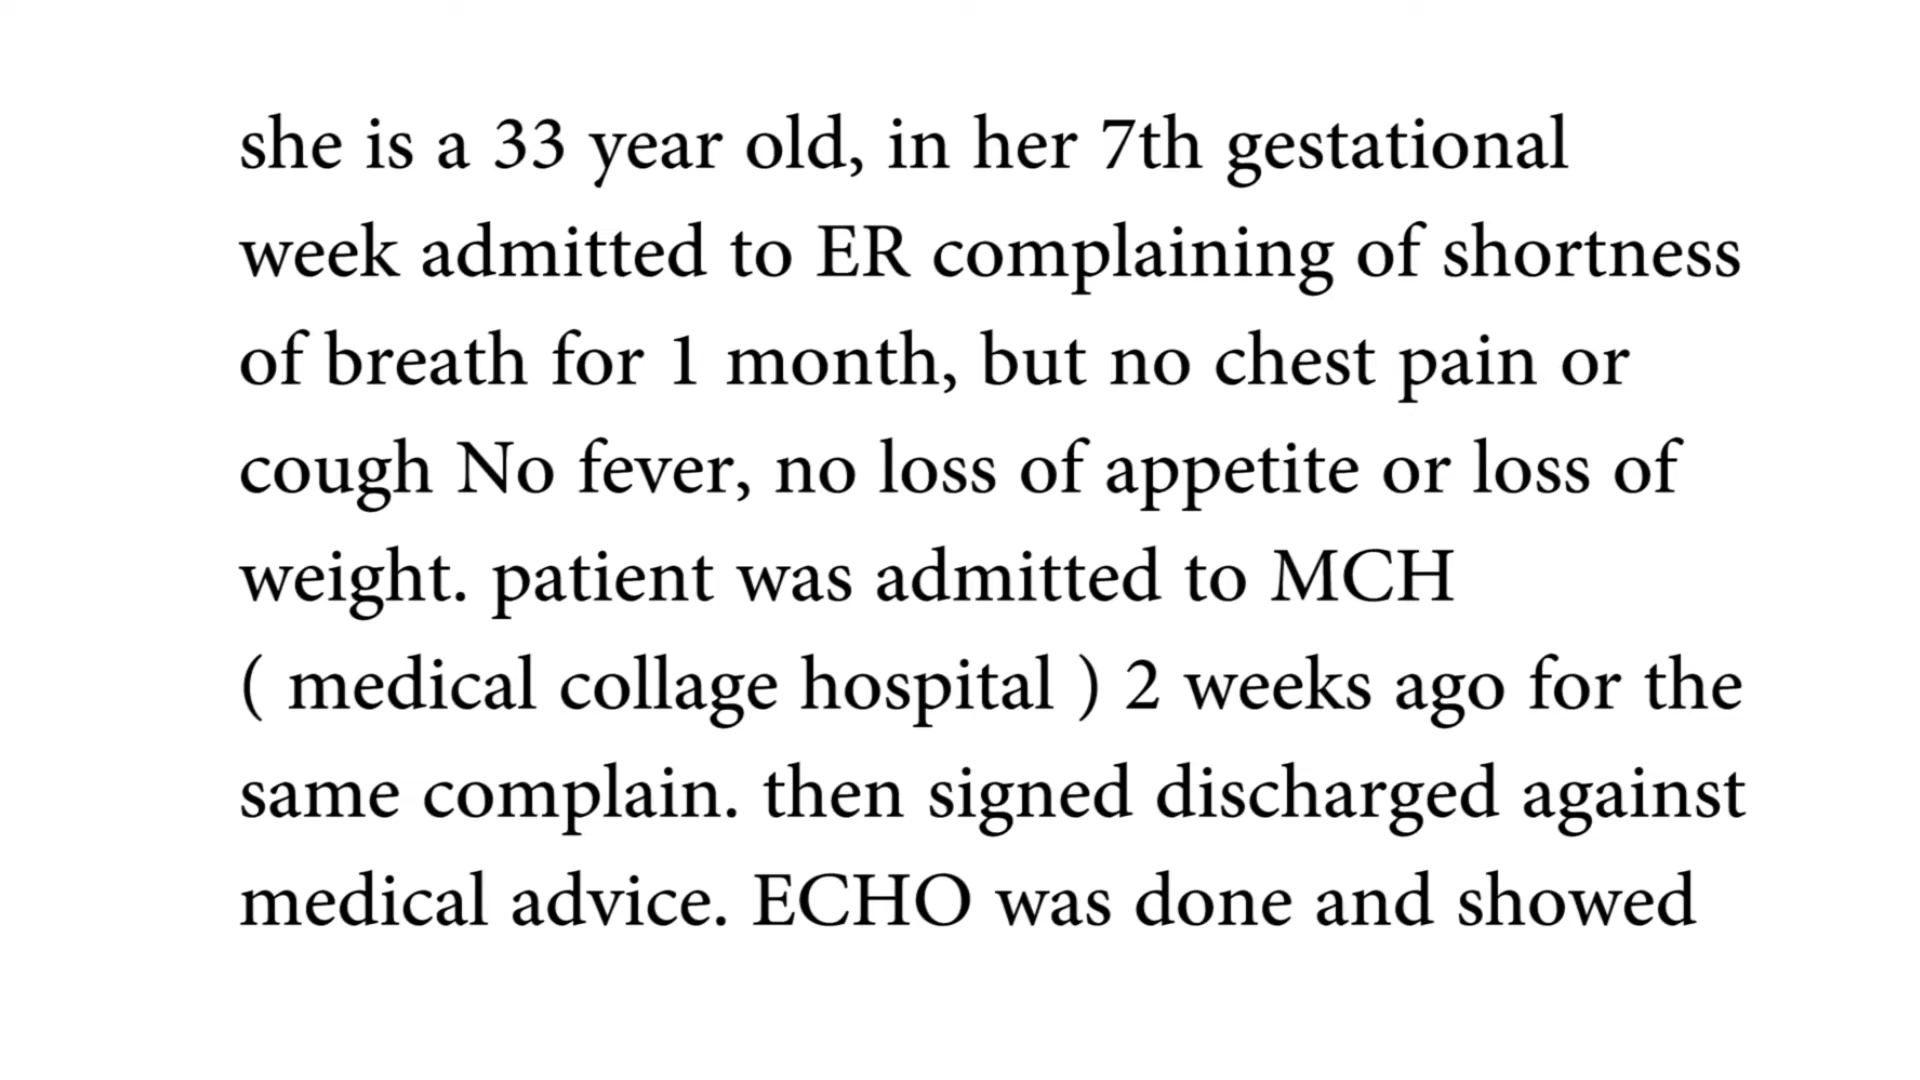 she is a 33 year old, in her 7th gestational
week admitted to ER complaining of shortness
of breath for 1 month, but no chest pain or
cough No fever, no loss of appetite or loss of
weight. patient was admitted to MCH
( medical collage hospital ) 2 weeks ago for the
same complain. then signed discharged against
medical advice. ECHO was done and showed